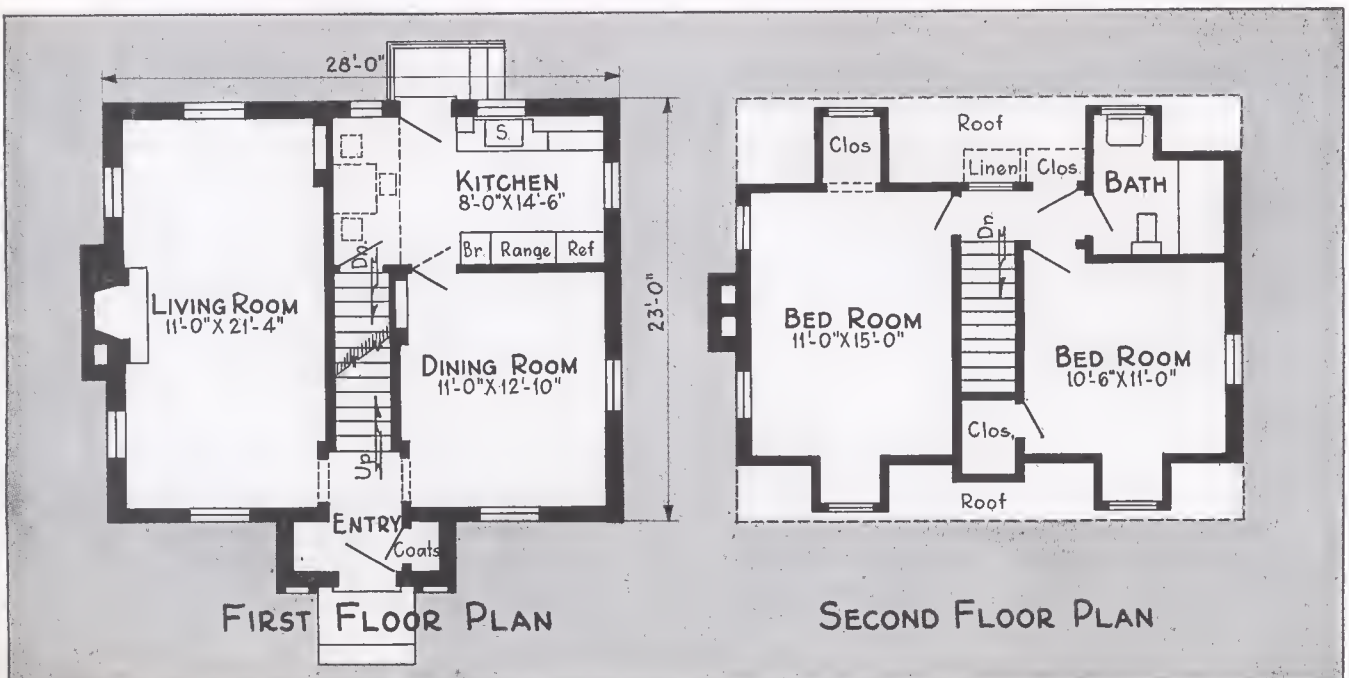 28'-0"
S.
KITCHEN
8'-0"X14'-6"
Br. Range Ref
Dn.
LIVING ROOM
11'-0"X21'-4"
23'-0"
DINING ROOM
11'-0"X12'-10"
Up
ENTRY
Coats
FIRST FLOOR PLAN
Roof
Clos
Linen Clos.
BATH
Dn.
BED ROOM
11'-0"X15'-0"
BED ROOM
10'-6"X11'-0"
Clos.
Roof
SECOND FLOOR PLAN